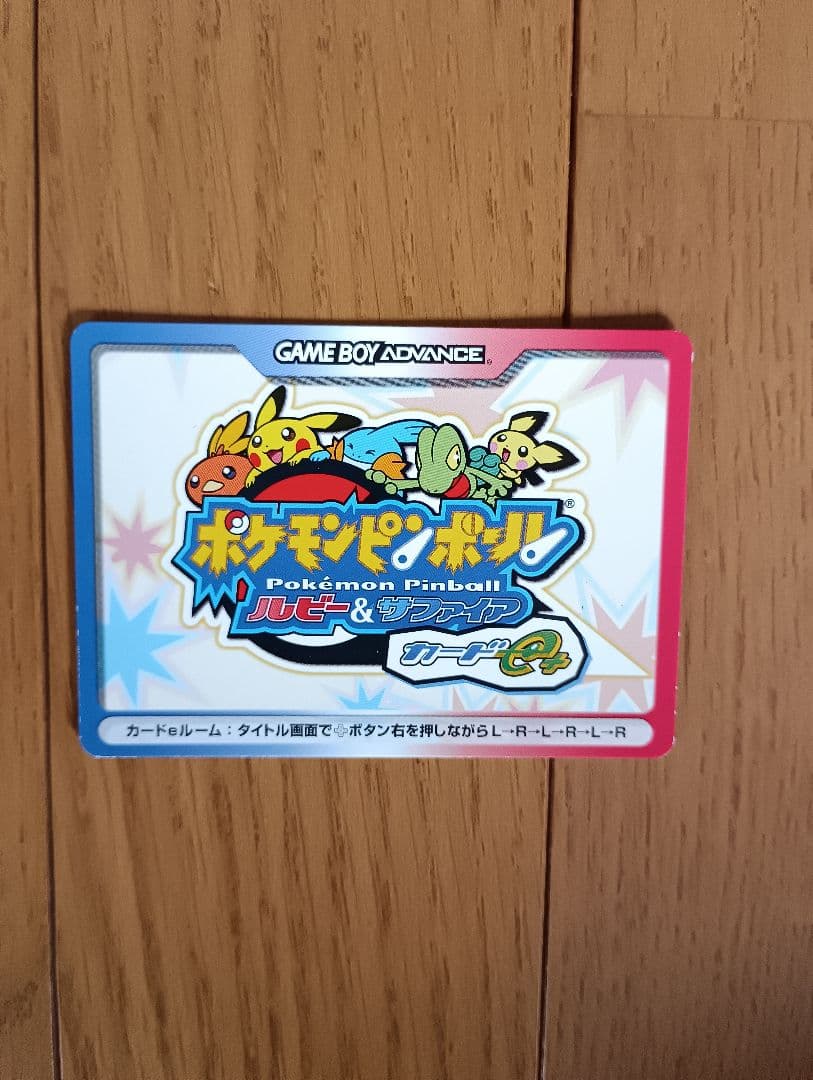 GAME BOY ADVANCE
ポケモンピンボール®
Pokémon Pinball
ルビー&サファイア
カードe+
カードeルーム：タイトル画面で✚ボタン右を押しながらL→R→L→R→L→R